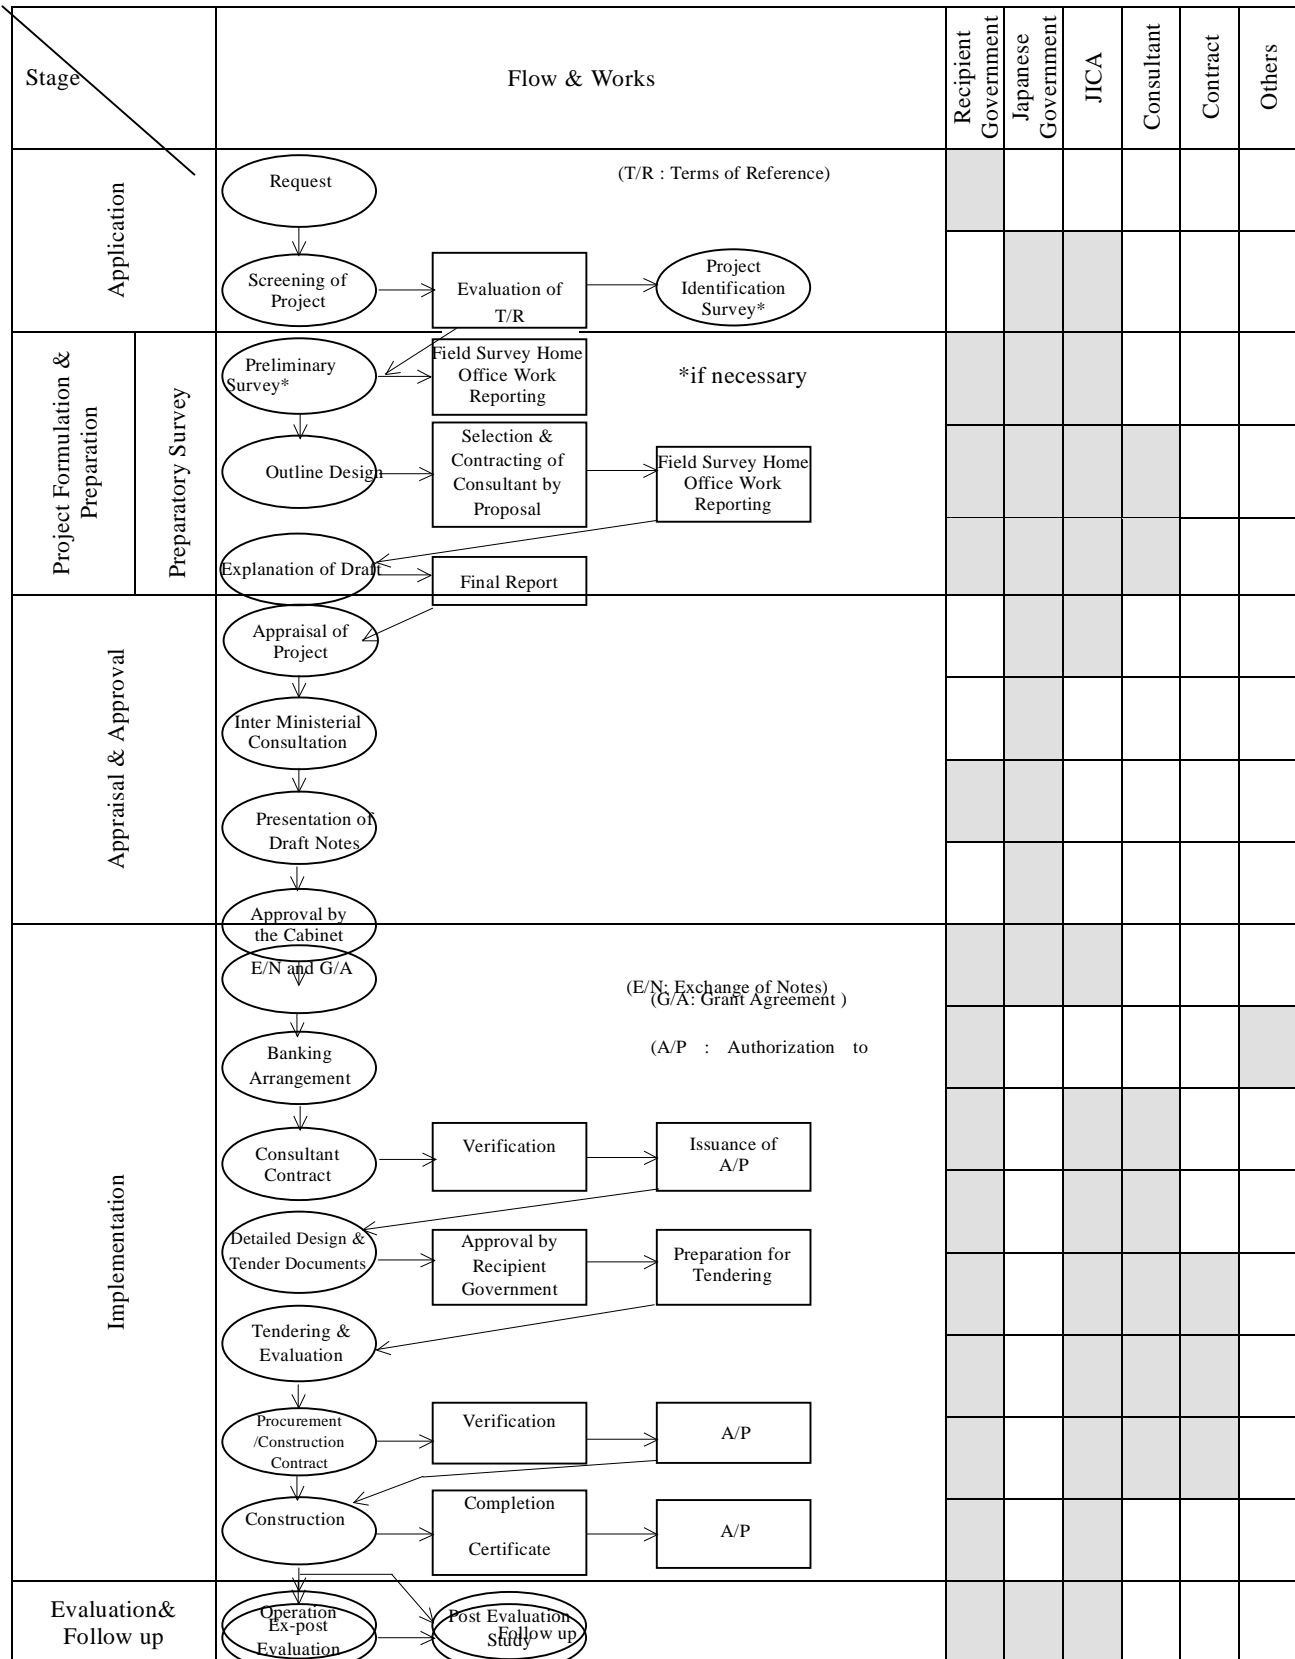 Stage
Flow & Works
Recipient
Government
Japanese
Government
JICA
Consultant
Contract
Others
Application
Request
(T/R : Terms of Reference)
Screening of
Project
Evaluation of
T/R
Project
Identification
Survey*
Project Formulation &
Preparation
Preparatory Survey
Preliminary
Survey*
Field Survey Home
Office Work
Reporting
*if necessary
Outline Design
Selection &
Contracting of
Consultant by
Proposal
Field Survey Home
Office Work
Reporting
Explanation of Draft
Final Report
Appraisal & Approval
Appraisal of
Project
Inter Ministerial
Consultation
Presentation of
Draft Notes
Approval by
the Cabinet
Implementation
E/N and G/A
(E/N: Exchange of Notes)
(G/A: Grant Agreement )
(A/P : Authorization to
Banking
Arrangement
Consultant
Contract
Verification
Issuance of
A/P
Detailed Design &
Tender Documents
Approval by
Recipient
Government
Preparation for
Tendering
Tendering &
Evaluation
Procurement
/Construction
Contract
Verification
A/P
Construction
Completion
Certificate
A/P
Evaluation&
Follow up
Operation
Post Evaluation
Study
Ex-post
Evaluation
Follow up